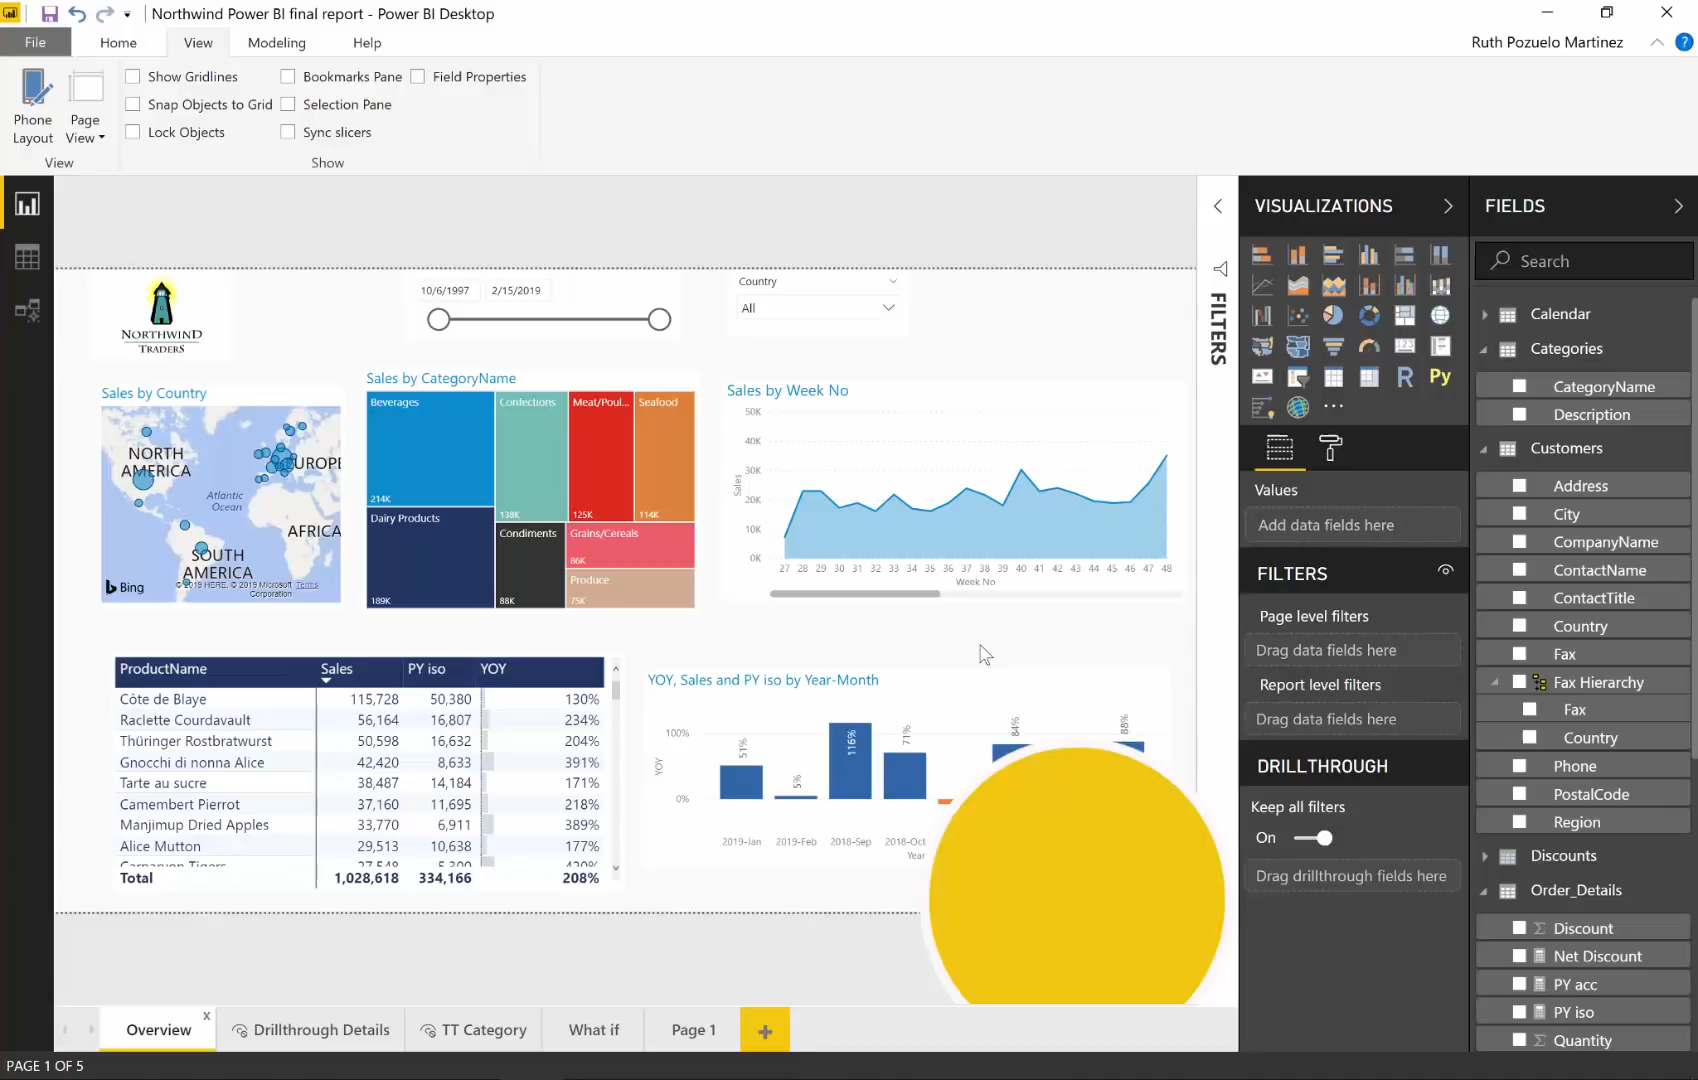 Northwind Power BI final report - Power BI Desktop
File
Home
View
Modeling
Help
Ruth Pozuelo Martinez
?
Phone Layout
Page View
Show Gridlines
Snap Objects to Grid
Lock Objects
Bookmarks Pane
Selection Pane
Sync slicers
Field Properties
View
Show
NORTHWIND
TRADERS
10/6/1997
2/15/2019
Country
All
Sales by Country
NORTH
AMERICA
EUROPE
Atlantic
Ocean
AFRICA
SOUTH
AMERICA
Bing
© 2019 HERE, © 2019 Microsoft Corporation Terms
Sales by CategoryName
Beverages
214K
Confections
138K
Meat/Poul...
125K
Seafood
114K
Dairy Products
189K
Condiments
88K
Grains/Cereals
86K
Produce
75K
Sales by Week No
50K
40K
30K
20K
10K
0K
Sales
27 28 29 30 31 32 33 34 35 36 37 38 39 40 41 42 43 44 45 46 47 48
Week No
ProductName Sales PY iso YOY
Côte de Blaye 115,728 50,380 130%
Raclette Courdavault 56,164 16,807 234%
Thüringer Rostbratwurst 50,598 16,632 204%
Gnocchi di nonna Alice 42,420 8,633 391%
Tarte au sucre 38,487 14,184 171%
Camembert Pierrot 37,160 11,695 218%
Manjimup Dried Apples 33,770 6,911 389%
Alice Mutton 29,513 10,638 177%
Carnarvon Tigers 27,548 5,300 420%
Total 1,028,618 334,166 208%
YOY, Sales and PY iso by Year-Month
100%
0%
YOY
51%
5%
116%
71%
84%
88%
2019-Jan
2019-Feb
2018-Sep
2018-Oct
Year
FILTERS
VISUALIZATIONS
R
Py
...
Values
Add data fields here
FILTERS
Page level filters
Drag data fields here
Report level filters
Drag data fields here
DRILLTHROUGH
Keep all filters
On
Drag drillthrough fields here
FIELDS
Search
Calendar
Categories
CategoryName
Description
Customers
Address
City
CompanyName
ContactName
ContactTitle
Country
Fax
Fax Hierarchy
Fax
Country
Phone
PostalCode
Region
Discounts
Order_Details
Discount
Net Discount
PY acc
PY iso
Quantity
Overview
x
Drillthrough Details
TT Category
What if
Page 1
+
PAGE 1 OF 5